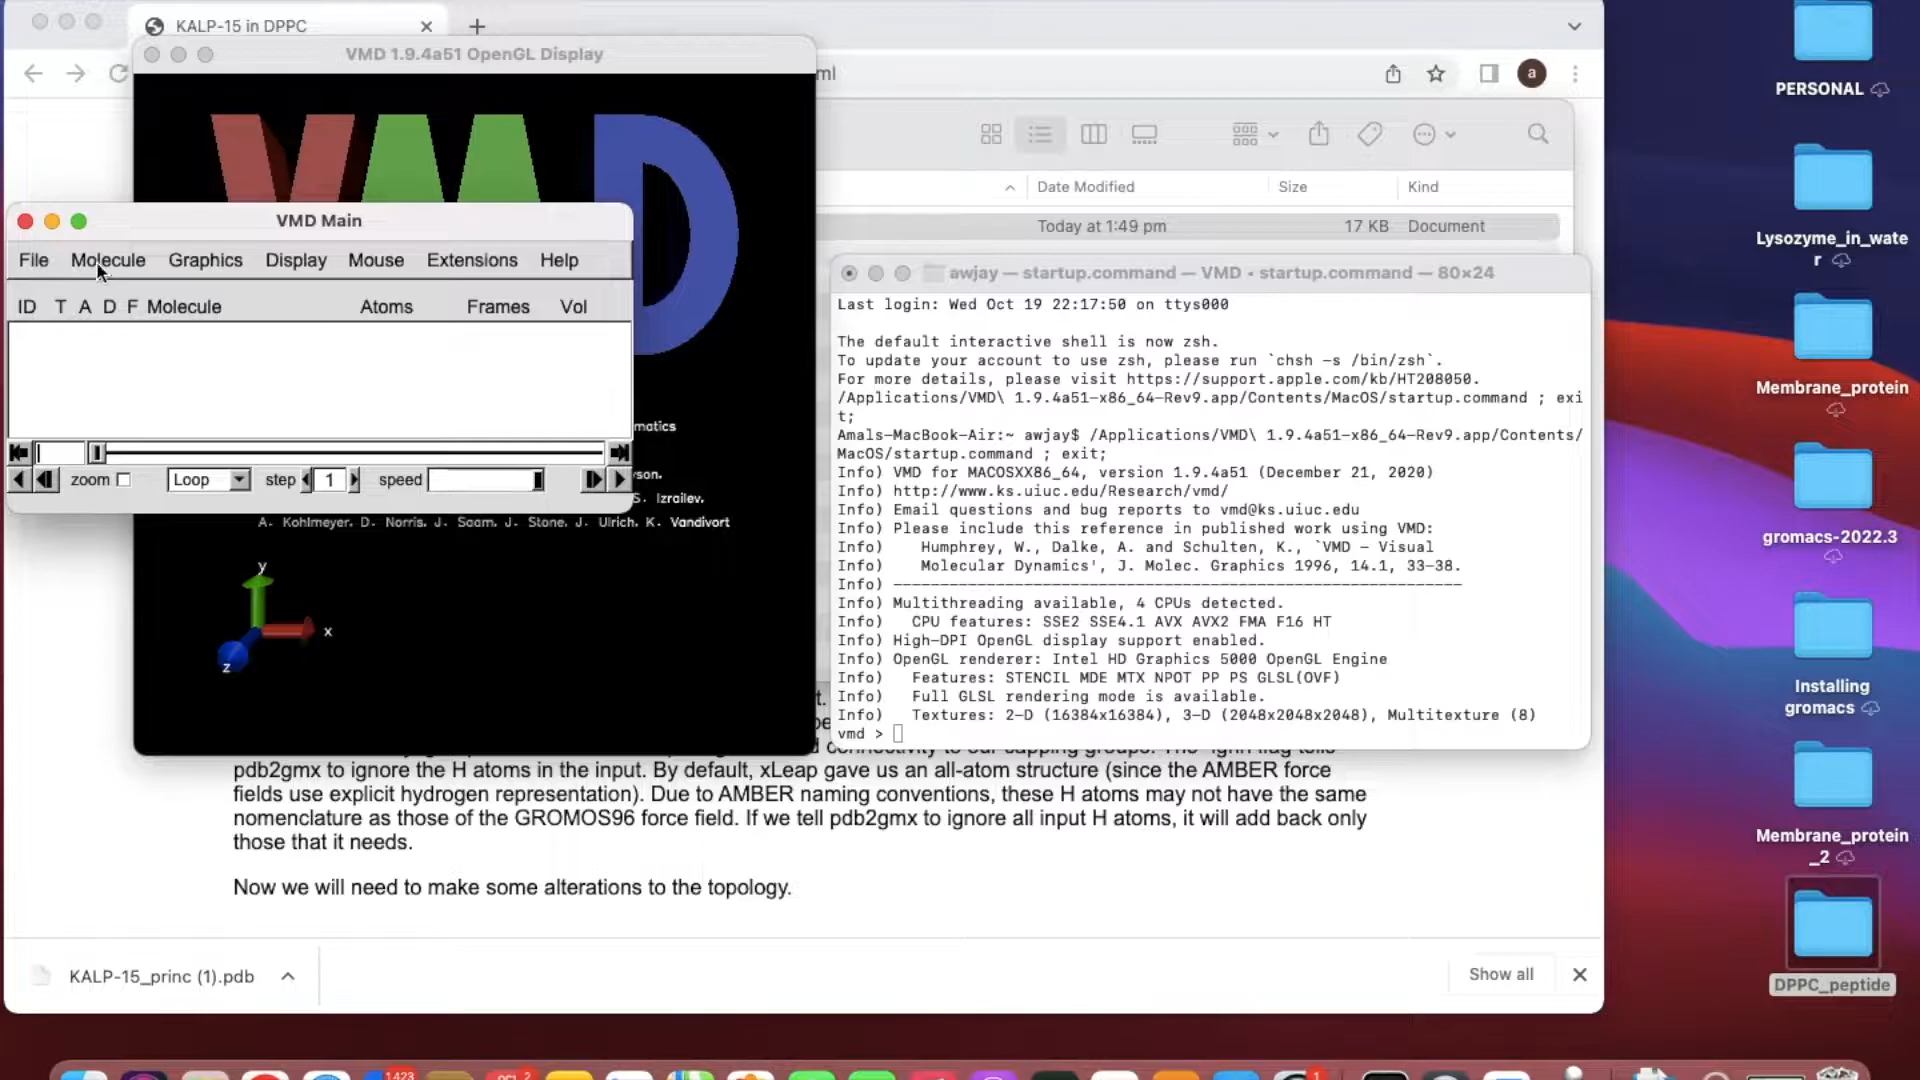 KALP-15 in DPPC
VMD 1.9.4a51 OpenGL Display
ml
a
PERSONAL
VMD
Date Modified
Size
Kind
Today at 1:49 pm
17 KB
Document
VMD Main
File Molecule Graphics Display Mouse Extensions Help
ID T A D F Molecule Atoms Frames Vol
zoom Loop step 1 speed
matics
son.
S. Izrailev,
A. Kohlmeyer, D. Norris, J. Saam, J. Stone, J. Ulrich, K. Vandivort
y
x
z
awjay — startup.command — VMD • startup.command — 80×24
Last login: Wed Oct 19 22:17:50 on ttys000
The default interactive shell is now zsh.
To update your account to use zsh, please run `chsh -s /bin/zsh`.
For more details, please visit https://support.apple.com/kb/HT208050.
/Applications/VMD\ 1.9.4a51-x86_64-Rev9.app/Contents/MacOS/startup.command ; exi
t;
Amals-MacBook-Air:~ awjay$ /Applications/VMD\ 1.9.4a51-x86_64-Rev9.app/Contents/
MacOS/startup.command ; exit;
Info) VMD for MACOSXX86_64, version 1.9.4a51 (December 21, 2020)
Info) http://www.ks.uiuc.edu/Research/vmd/
Info) Email questions and bug reports to vmd@ks.uiuc.edu
Info) Please include this reference in published work using VMD:
Info) Humphrey, W., Dalke, A. and Schulten, K., `VMD - Visual
Info) Molecular Dynamics', J. Molec. Graphics 1996, 14.1, 33-38.
Info) -------------------------------------------------------------
Info) Multithreading available, 4 CPUs detected.
Info) CPU features: SSE2 SSE4.1 AVX AVX2 FMA F16 HT
Info) High-DPI OpenGL display support enabled.
Info) OpenGL renderer: Intel HD Graphics 5000 OpenGL Engine
Info) Features: STENCIL MDE MTX NPOT PP PS GLSL(OVF)
Info) Full GLSL rendering mode is available.
Info) Textures: 2-D (16384x16384), 3-D (2048x2048x2048), Multitexture (8)
vmd >
pdb2gmx to ignore the H atoms in the input. By default, xLeap gave us an all-atom structure (since the AMBER force
fields use explicit hydrogen representation). Due to AMBER naming conventions, these H atoms may not have the same
nomenclature as those of the GROMOS96 force field. If we tell pdb2gmx to ignore all input H atoms, it will add back only
those that it needs.
Now we will need to make some alterations to the topology.
KALP-15_princ (1).pdb
Show all
Lysozyme_in_wate
r
Membrane_protein
gromacs-2022.3
Installing
gromacs
Membrane_protein
_2
DPPC_peptide
1423
2
1